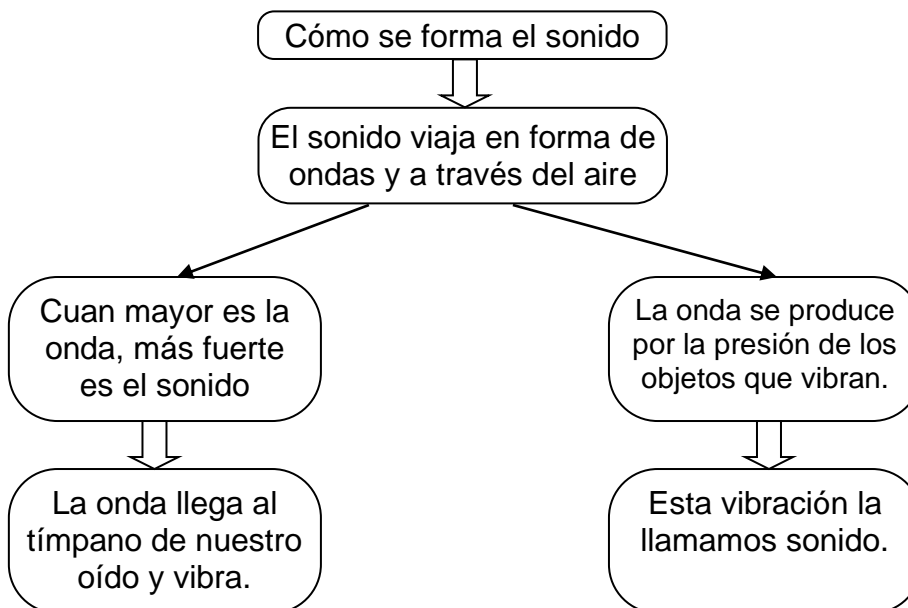 Cómo se forma el sonido
El sonido viaja en forma de
ondas y a través del aire
Cuan mayor es la
onda, más fuerte
es el sonido
La onda se produce
por la presión de los
objetos que vibran.
La onda llega al
tímpano de nuestro
oído y vibra.
Esta vibración la
llamamos sonido.